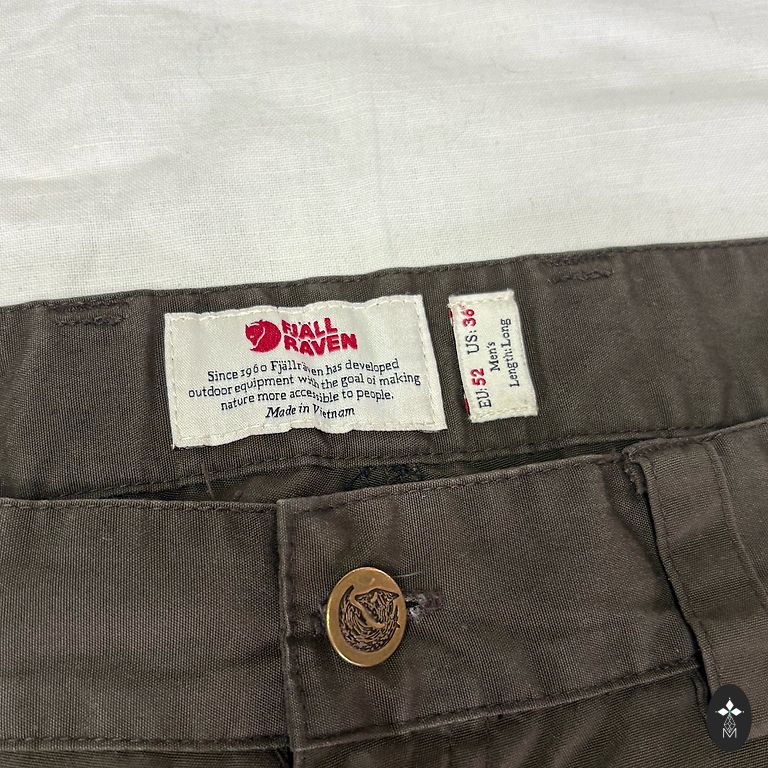 FJÄLL
RÄVEN
Since 1960 Fjällräven has developed
outdoor equipment with the goal of making
nature more accessible to people.
Made in Vietnam
EU: 52 US: 36
Men's
Length: Long
M